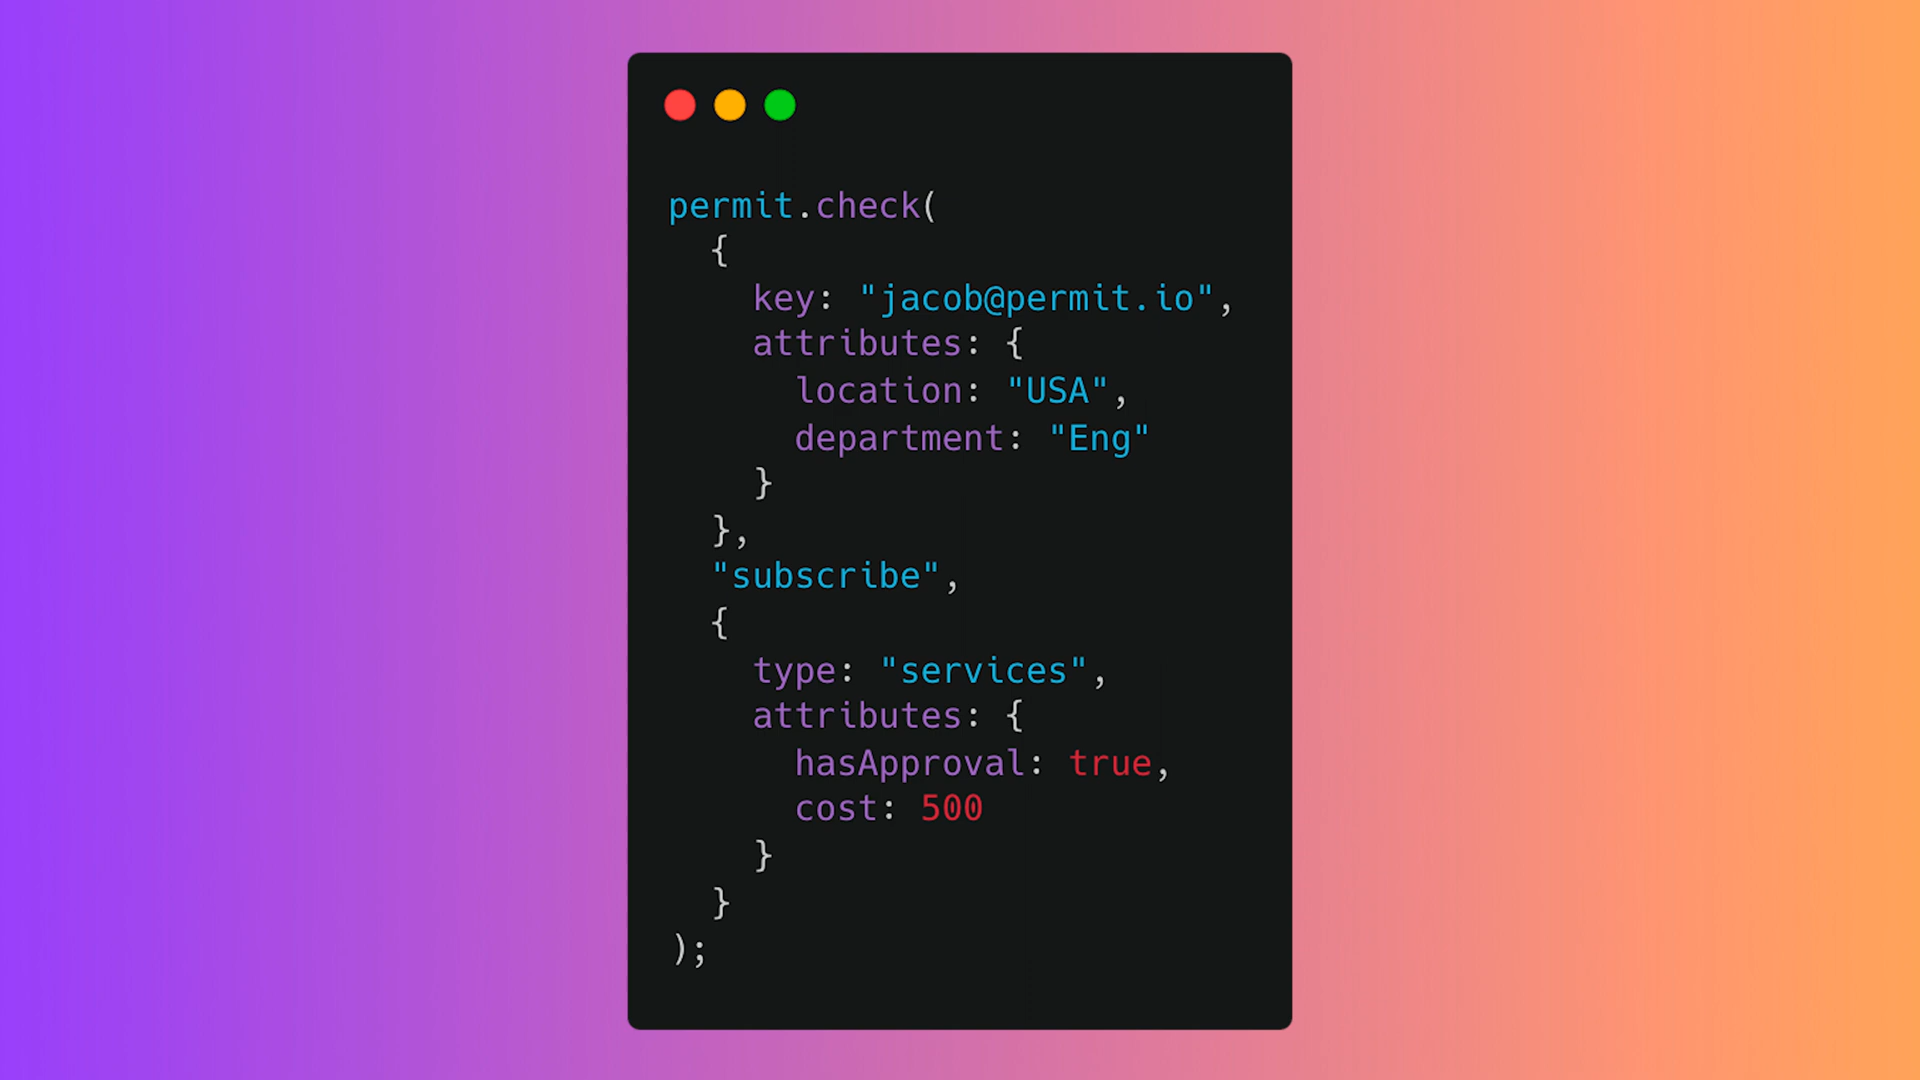 permit.check(
  {
    key: "jacob@permit.io",
    attributes: {
      location: "USA",
      department: "Eng"
    }
  },
  "subscribe",
  {
    type: "services",
    attributes: {
      hasApproval: true,
      cost: 500
    }
  }
);